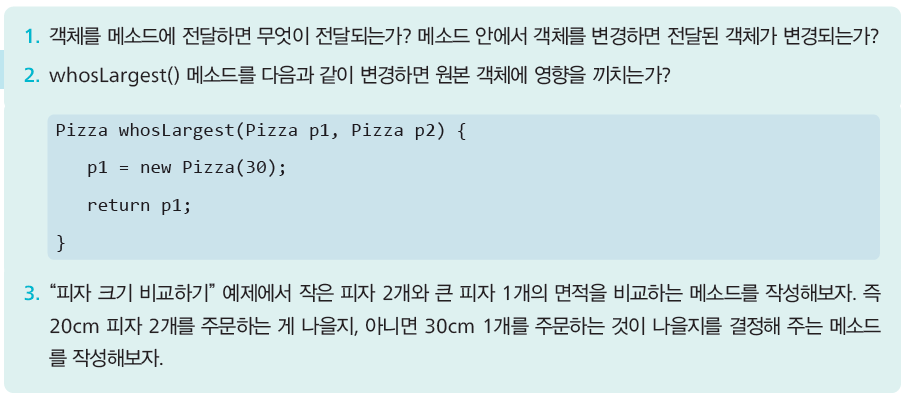 1. 객체를 메소드에 전달하면 무엇이 전달되는가? 메소드 안에서 객체를 변경하면 전달된 객체가 변경되는가?
2. whosLargest() 메소드를 다음과 같이 변경하면 원본 객체에 영향을 끼치는가?
Pizza whosLargest(Pizza p1, Pizza p2) {
p1 = new Pizza(30);
return p1;
}
3. “피자 크기 비교하기” 예제에서 작은 피자 2개와 큰 피자 1개의 면적을 비교하는 메소드를 작성해보자. 즉
20cm 피자 2개를 주문하는 게 나을지, 아니면 30cm 1개를 주문하는 것이 나을지를 결정해 주는 메소드
를 작성해보자.